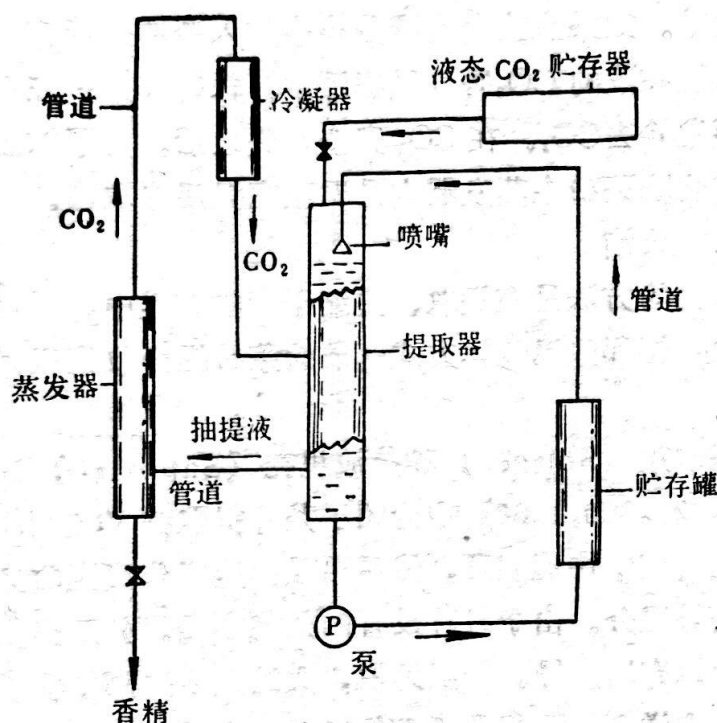 液态 CO₂ 贮存器
冷凝器
管道
CO₂
喷嘴
CO₂
管道
提取器
蒸发器
抽提液
贮存罐
管道
P
泵
香精